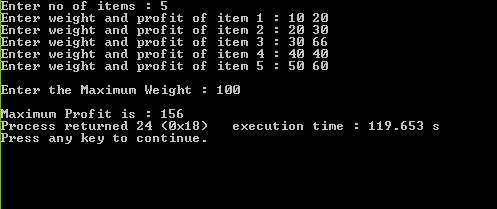 Enter no of items : 5
Enter weight and profit of item 1 : 10 20
Enter weight and profit of item 2 : 20 30
Enter weight and profit of item 3 : 30 66
Enter weight and profit of item 4 : 40 40
Enter weight and profit of item 5 : 50 60
Enter the Maximum Weight : 100
Maximum Profit is : 156
Process returned 24 (0x18)   execution time : 119.653 s
Press any key to continue.